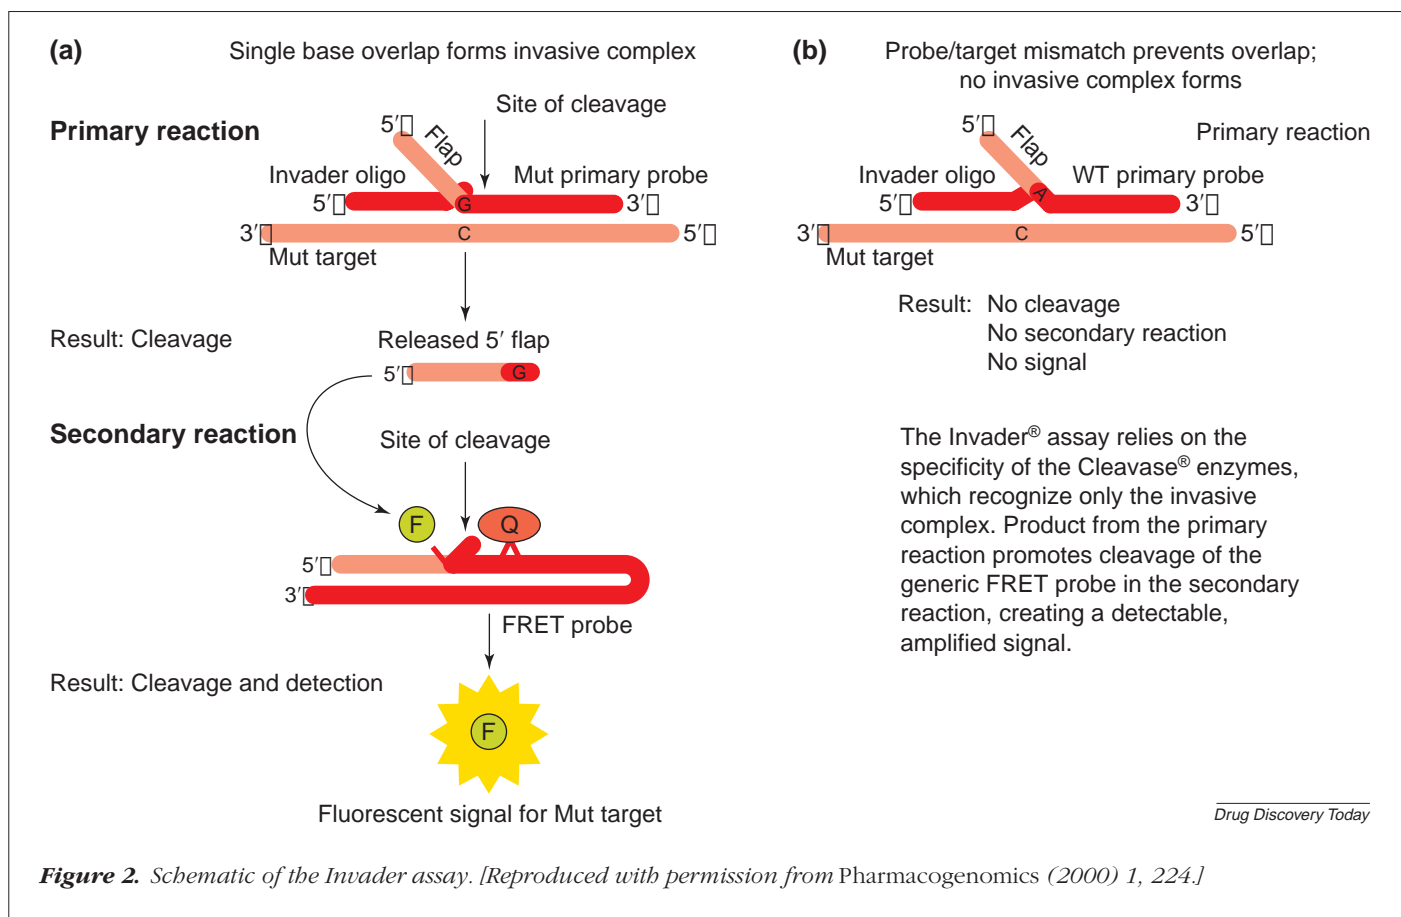 (a)
Single base overlap forms invasive complex
Primary reaction
Site of cleavage
5′▯
Flap
Invader oligo
Mut primary probe
5′▯
G
3′▯
3′▯
C
5′▯
Mut target
Result: Cleavage
Released 5′ flap
5′▯
G
Secondary reaction
Site of cleavage
F
Q
5′▯
3′▯
FRET probe
Result: Cleavage and detection
F
Fluorescent signal for Mut target
(b)
Probe/target mismatch prevents overlap;
no invasive complex forms
Primary reaction
5′▯
Flap
Invader oligo
WT primary probe
5′▯
A
3′▯
3′▯
C
5′▯
Mut target
Result: No cleavage
No secondary reaction
No signal
The Invader® assay relies on the
specificity of the Cleavase® enzymes,
which recognize only the invasive
complex. Product from the primary
reaction promotes cleavage of the
generic FRET probe in the secondary
reaction, creating a detectable,
amplified signal.
Drug Discovery Today
Figure 2. Schematic of the Invader assay. [Reproduced with permission from Pharmacogenomics (2000) 1, 224.]